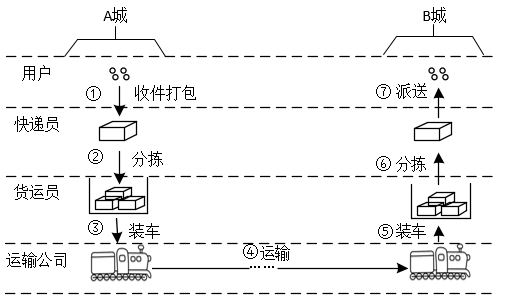 A城 B城
用户
① 收件打包 ⑦ 派送
快递员
② 分拣 ⑥ 分拣
货运员
③ 装车 ⑤ 装车
运输公司 ④ 运输
……